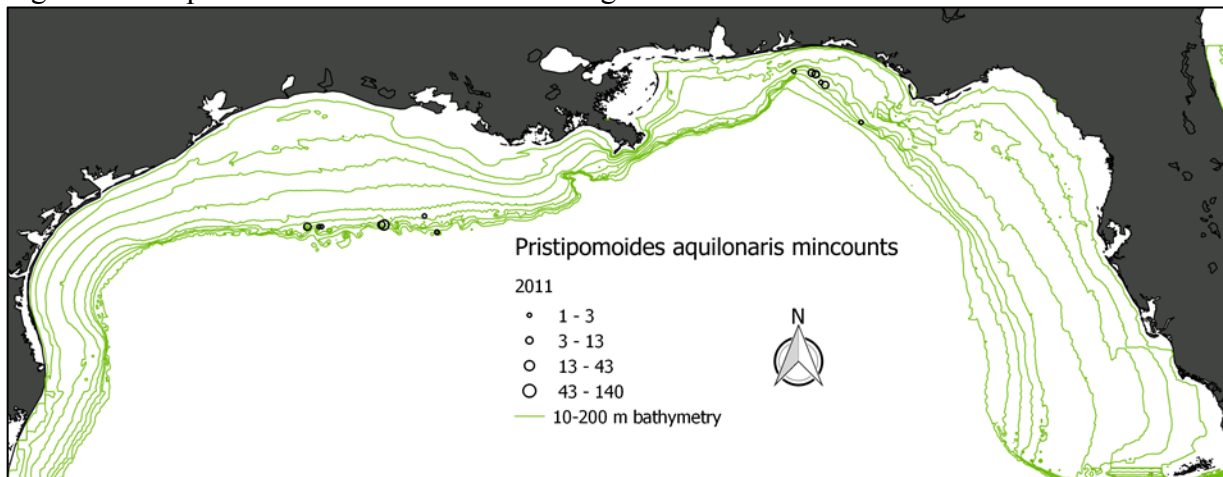 Pristipomoides aquilonaris mincounts
2011
1 - 3
3 - 13
13 - 43
43 - 140
10-200 m bathymetry
N